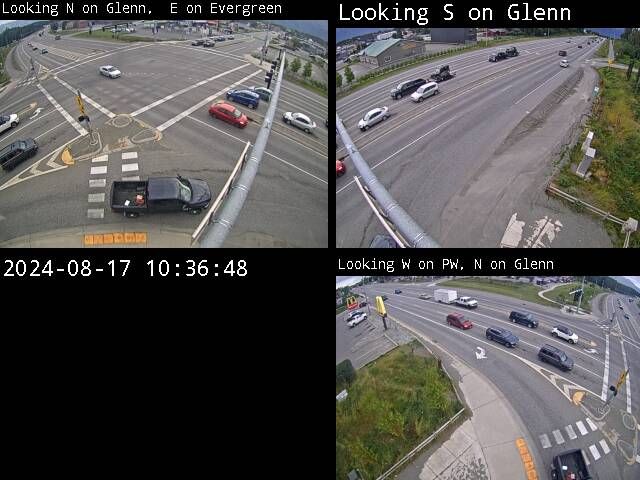 Looking N on Glenn, E on Evergreen
Looking S on Glenn
2024-08-17 10:36:48
Looking W on PW, N on Glenn